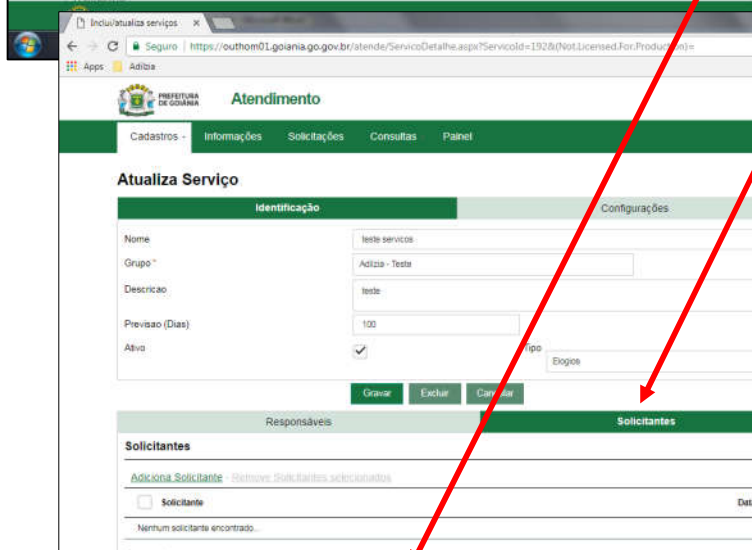 Inclui/atualiza serviços
Seguro | https://outhom01.goiania.go.gov.br/atende/ServicoDetalhe.aspx?ServicoId=192&(Not.Licensed.For.Production)=
Apps Adilzia
PREFEITURA
DE GOIÂNIA
Atendimento
Cadastros Informações Solicitações Consultas Painel
Atualiza Serviço
Identificação Configurações
Nome teste servicos
Grupo * Adilzia - Teste
Descricao teste
Previsao (Dias) 100
Ativo Tipo Elogios
Gravar Excluir Cancelar
Responsáveis Solicitantes
Solicitantes
Adiciona Solicitante - Remove Solicitantes selecionados
Solicitante Dat
Nenhum solicitante encontrado...